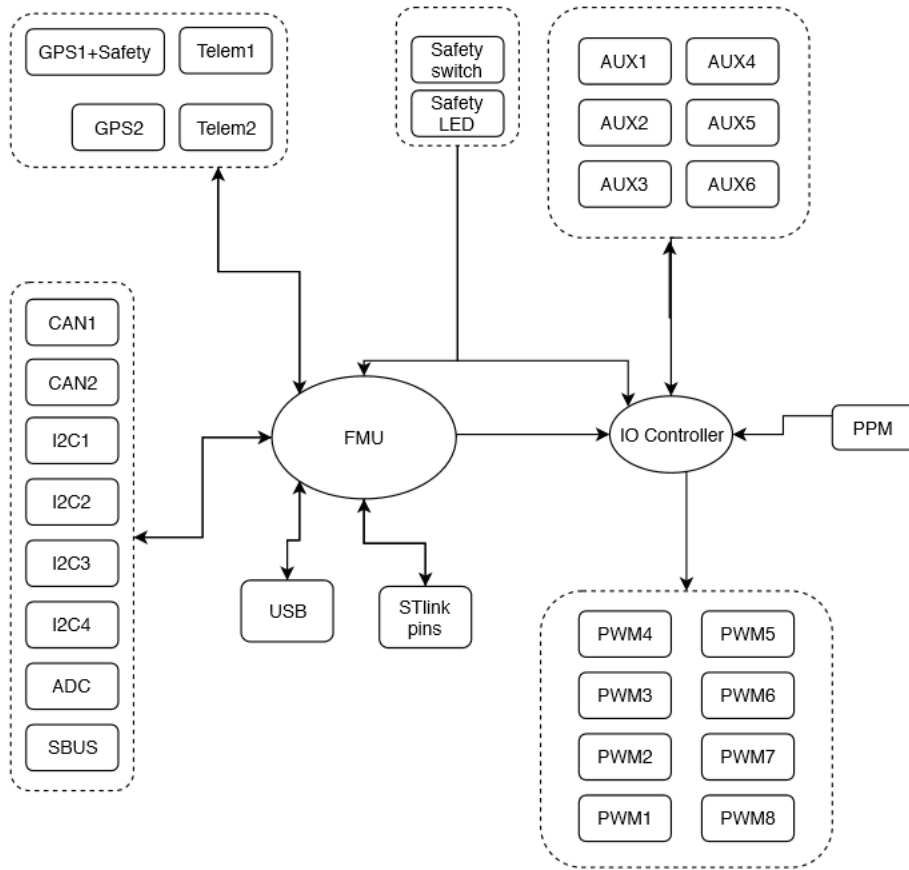 GPS1+Safety
Telem1
GPS2
Telem2
Safety
switch
Safety
LED
AUX1
AUX4
AUX2
AUX5
AUX3
AUX6
CAN1
CAN2
I2C1
I2C2
I2C3
I2C4
ADC
SBUS
FMU
IO Controller
PPM
USB
STlink
pins
PWM4
PWM5
PWM3
PWM6
PWM2
PWM7
PWM1
PWM8